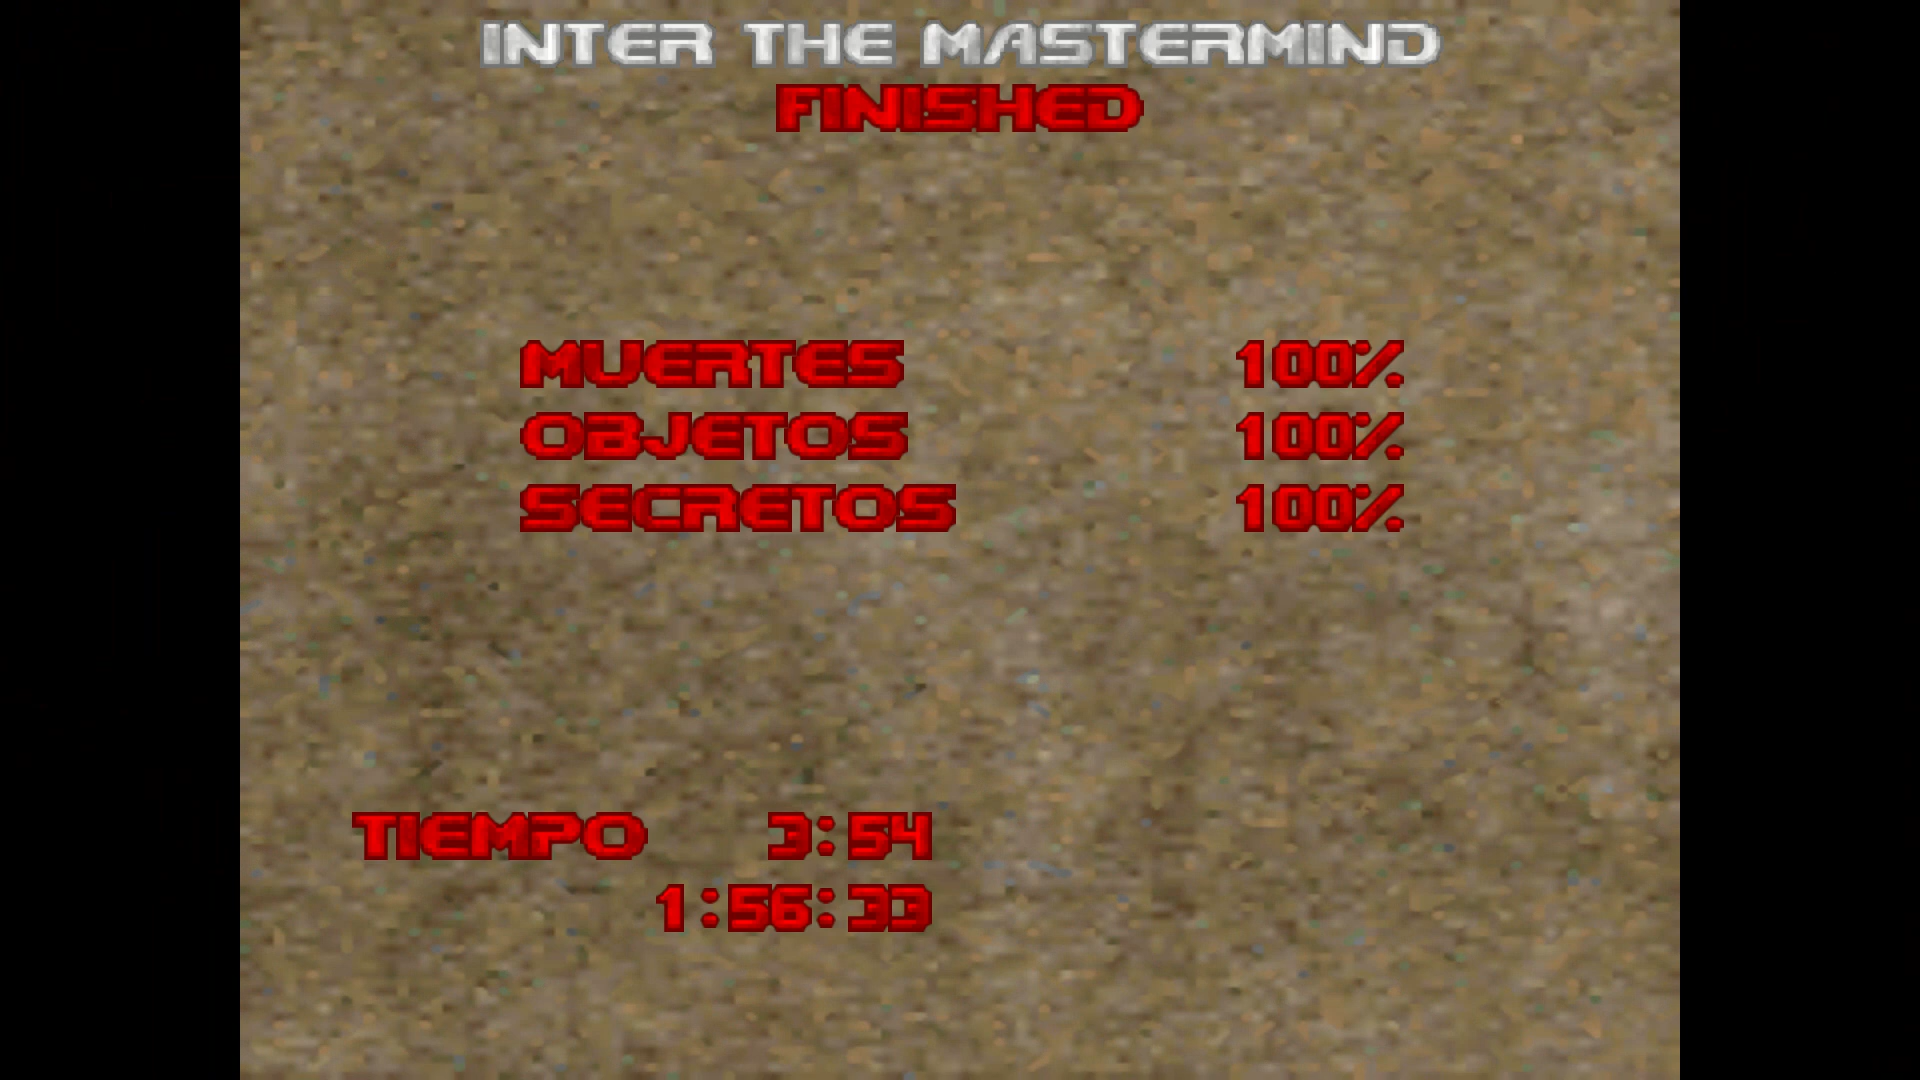 INTER THE MASTERMIND
FINISHED
MUERTES 100%
OBJETOS 100%
SECRETOS 100%
TIEMPO 3:54
1:56:33